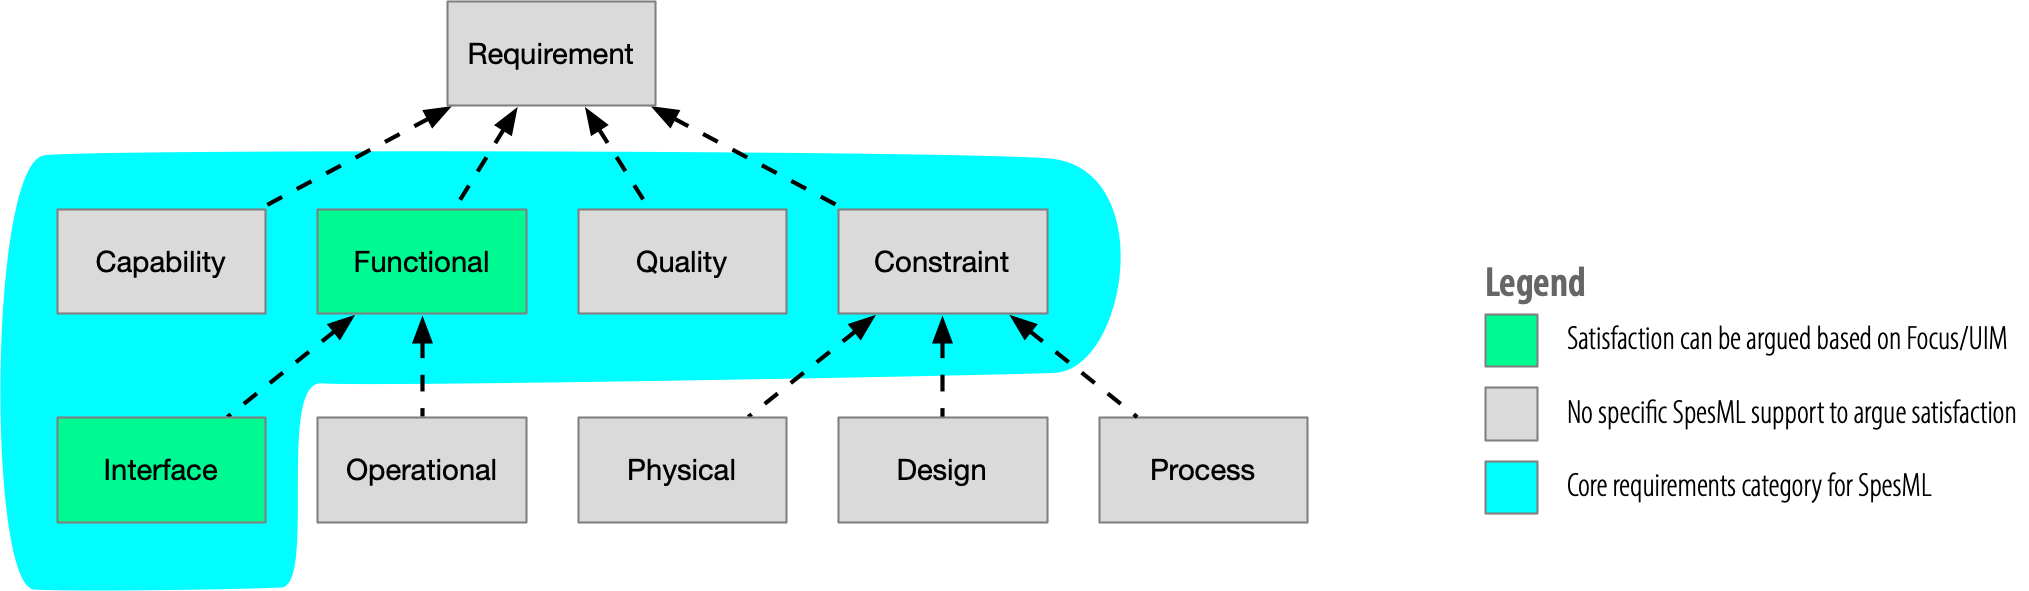 Requirement
Capability
Functional
Quality
Constraint
Interface
Operational
Physical
Design
Process
Legend
Satisfaction can be argued based on Focus/UIM
No specific SpesML support to argue satisfaction
Core requirements category for SpesML